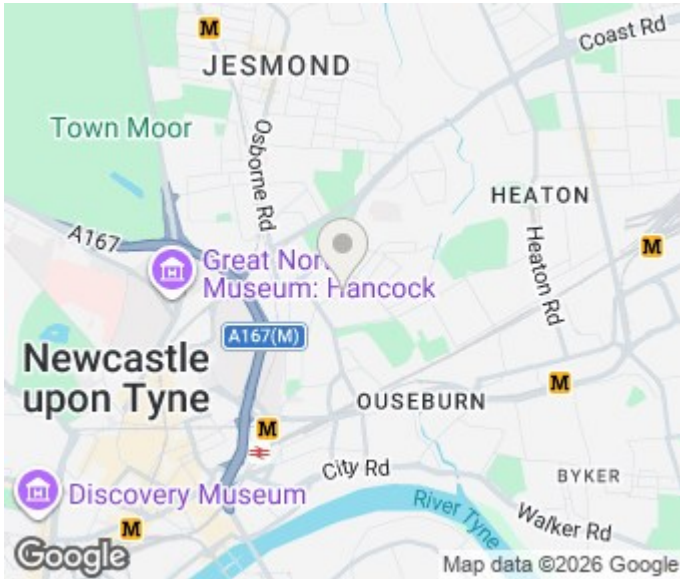 M
JESMOND
Coast Rd
Town Moor
Osborne Rd
HEATON
A167
Heaton Rd
M
Great Nor
Museum: Hancock
A167(M)
Newcastle
upon Tyne
M
OUSEBURN
M
City Rd
BYKER
Discovery Museum
River Tyne
Walker Rd
M
Google
Map data ©2026 Google